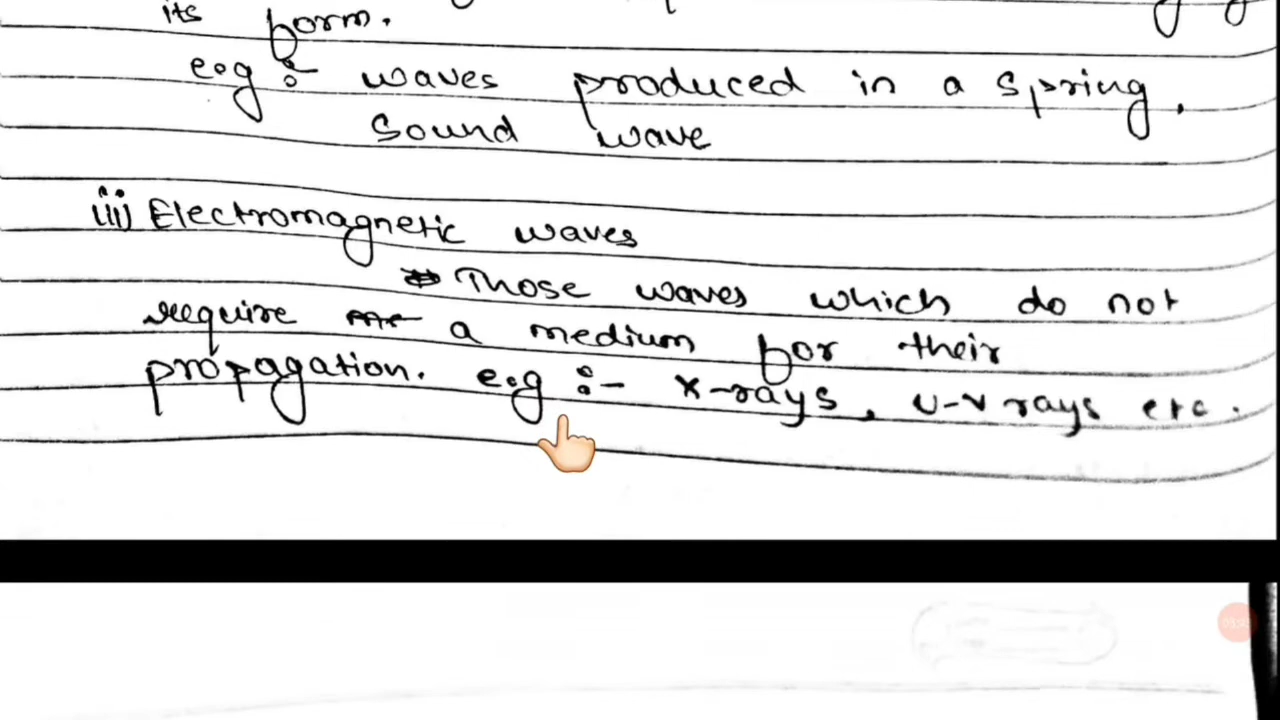 its form.
e.g :- waves produced in a spring,
Sound wave
iii) Electromagnetic waves
Those waves which do not
require a medium for their
propagation. e.g :- x-rays, U-V rays etc.